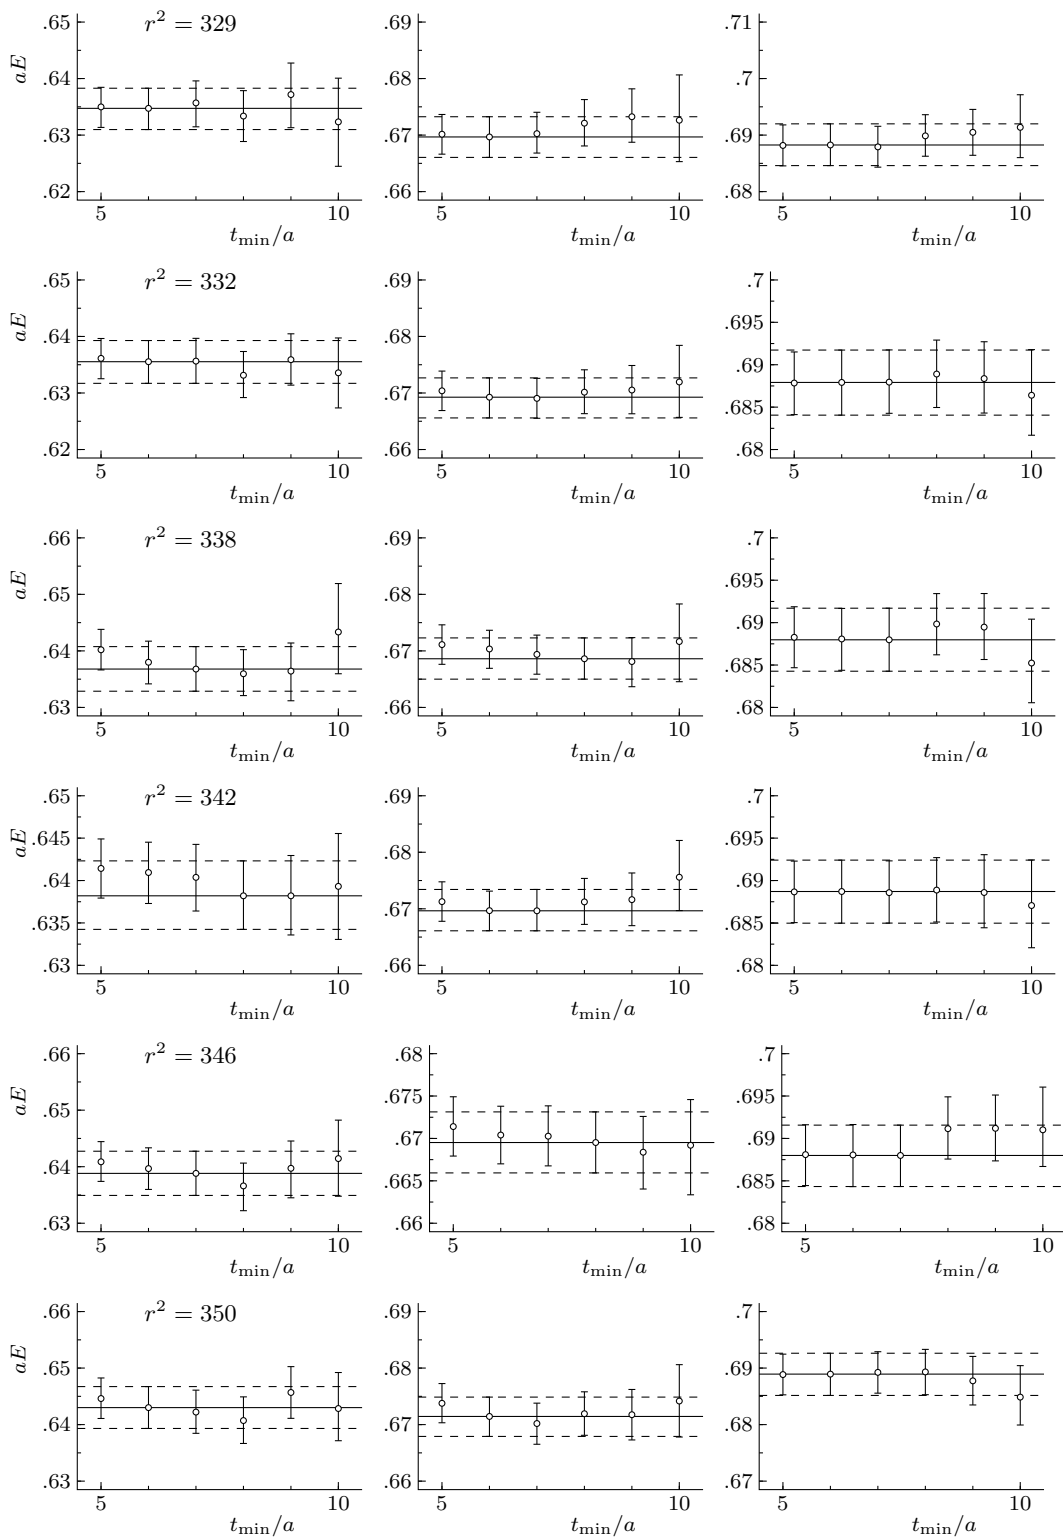 .65 r² = 329 .69 .71
aE
.64 .68 .7
.63 .67 .69
.62 .66 .68
5 10 5 10 5 10
t_min/a t_min/a t_min/a
.65 r² = 332 .69 .7
aE
.64 .68 .695
.69
.63 .67 .685
.62 .66 .68
5 10 5 10 5 10
t_min/a t_min/a t_min/a
.66 r² = 338 .69 .7
aE
.65 .68 .695
.69
.64 .67 .685
.63 .66 .68
5 10 5 10 5 10
t_min/a t_min/a t_min/a
.65 r² = 342 .69 .7
aE
.645 .68 .695
.64 .69
.635 .67 .685
.63 .66 .68
5 10 5 10 5 10
t_min/a t_min/a t_min/a
.66 r² = 346 .68 .7
aE
.65 .675 .695
.67 .69
.64 .665 .685
.63 .66 .68
5 10 5 10 5 10
t_min/a t_min/a t_min/a
.66 r² = 350 .69 .7
aE
.65 .68 .69
.64 .67 .68
.63 .66 .67
5 10 5 10 5 10
t_min/a t_min/a t_min/a